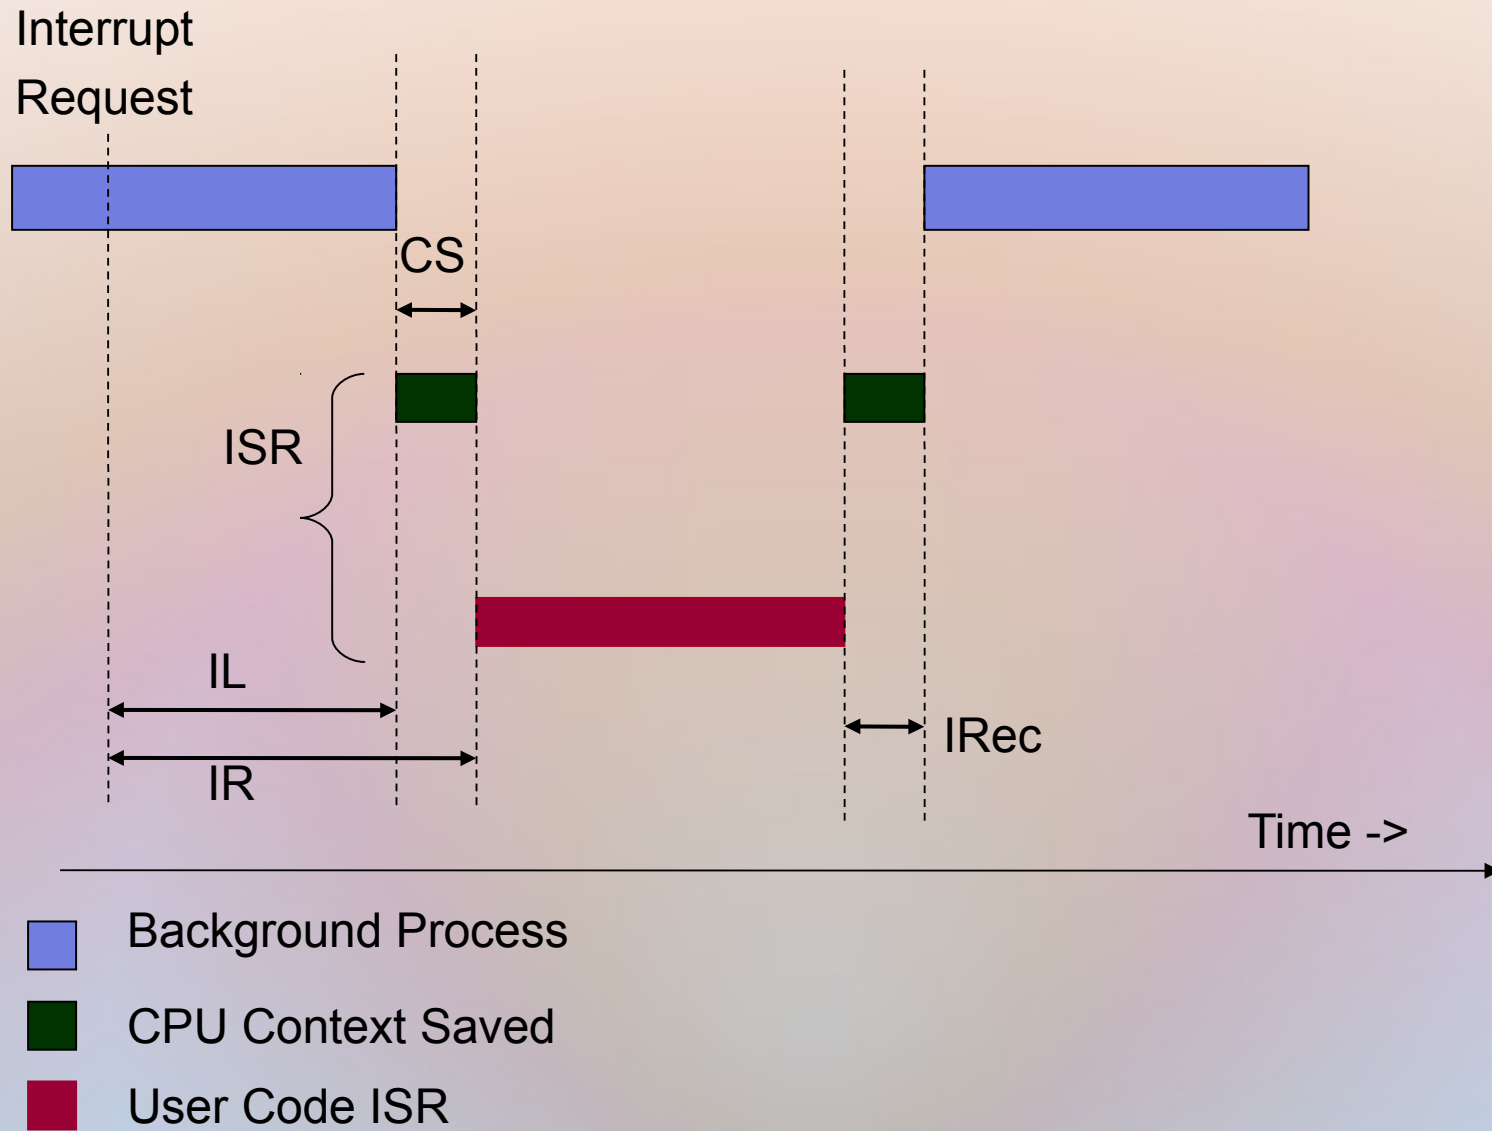 Interrupt
Request
CS
ISR
IL
IRec
IR
Time ->
Background Process
CPU Context Saved
User Code ISR